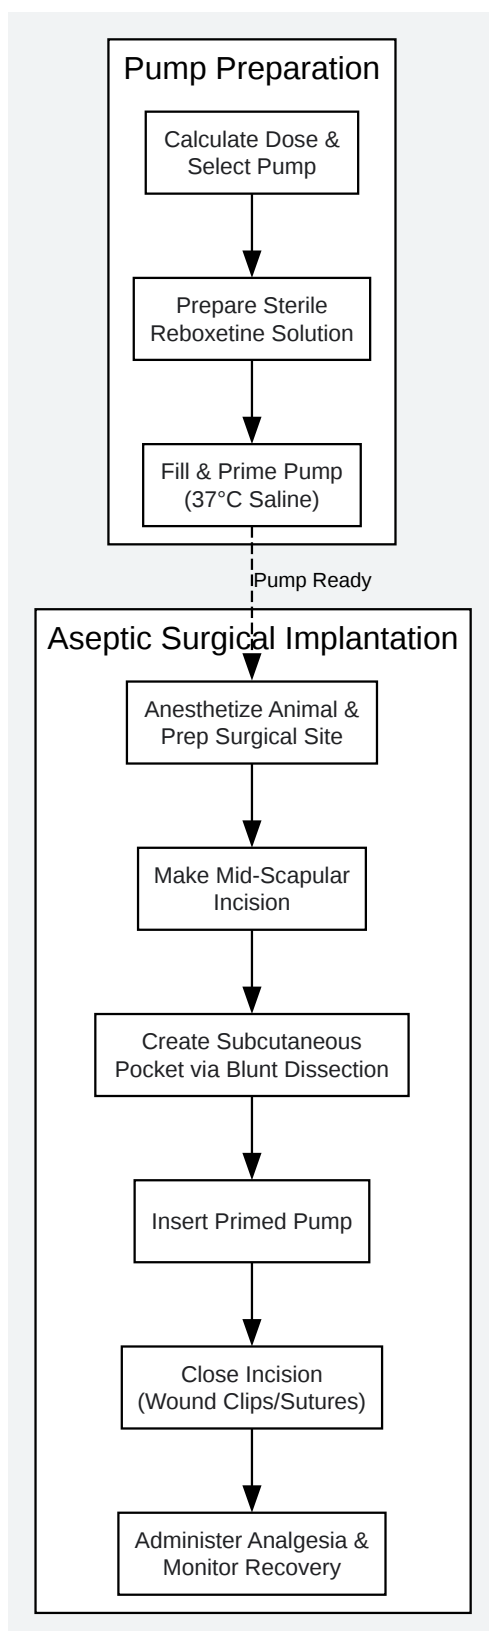 Pump Preparation
Calculate Dose &
Select Pump
Prepare Sterile
Reboxetine Solution
Fill & Prime Pump
(37°C Saline)
Pump Ready
Aseptic Surgical Implantation
Anesthetize Animal &
Prep Surgical Site
Make Mid-Scapular
Incision
Create Subcutaneous
Pocket via Blunt Dissection
Insert Primed Pump
Close Incision
(Wound Clips/Sutures)
Administer Analgesia &
Monitor Recovery